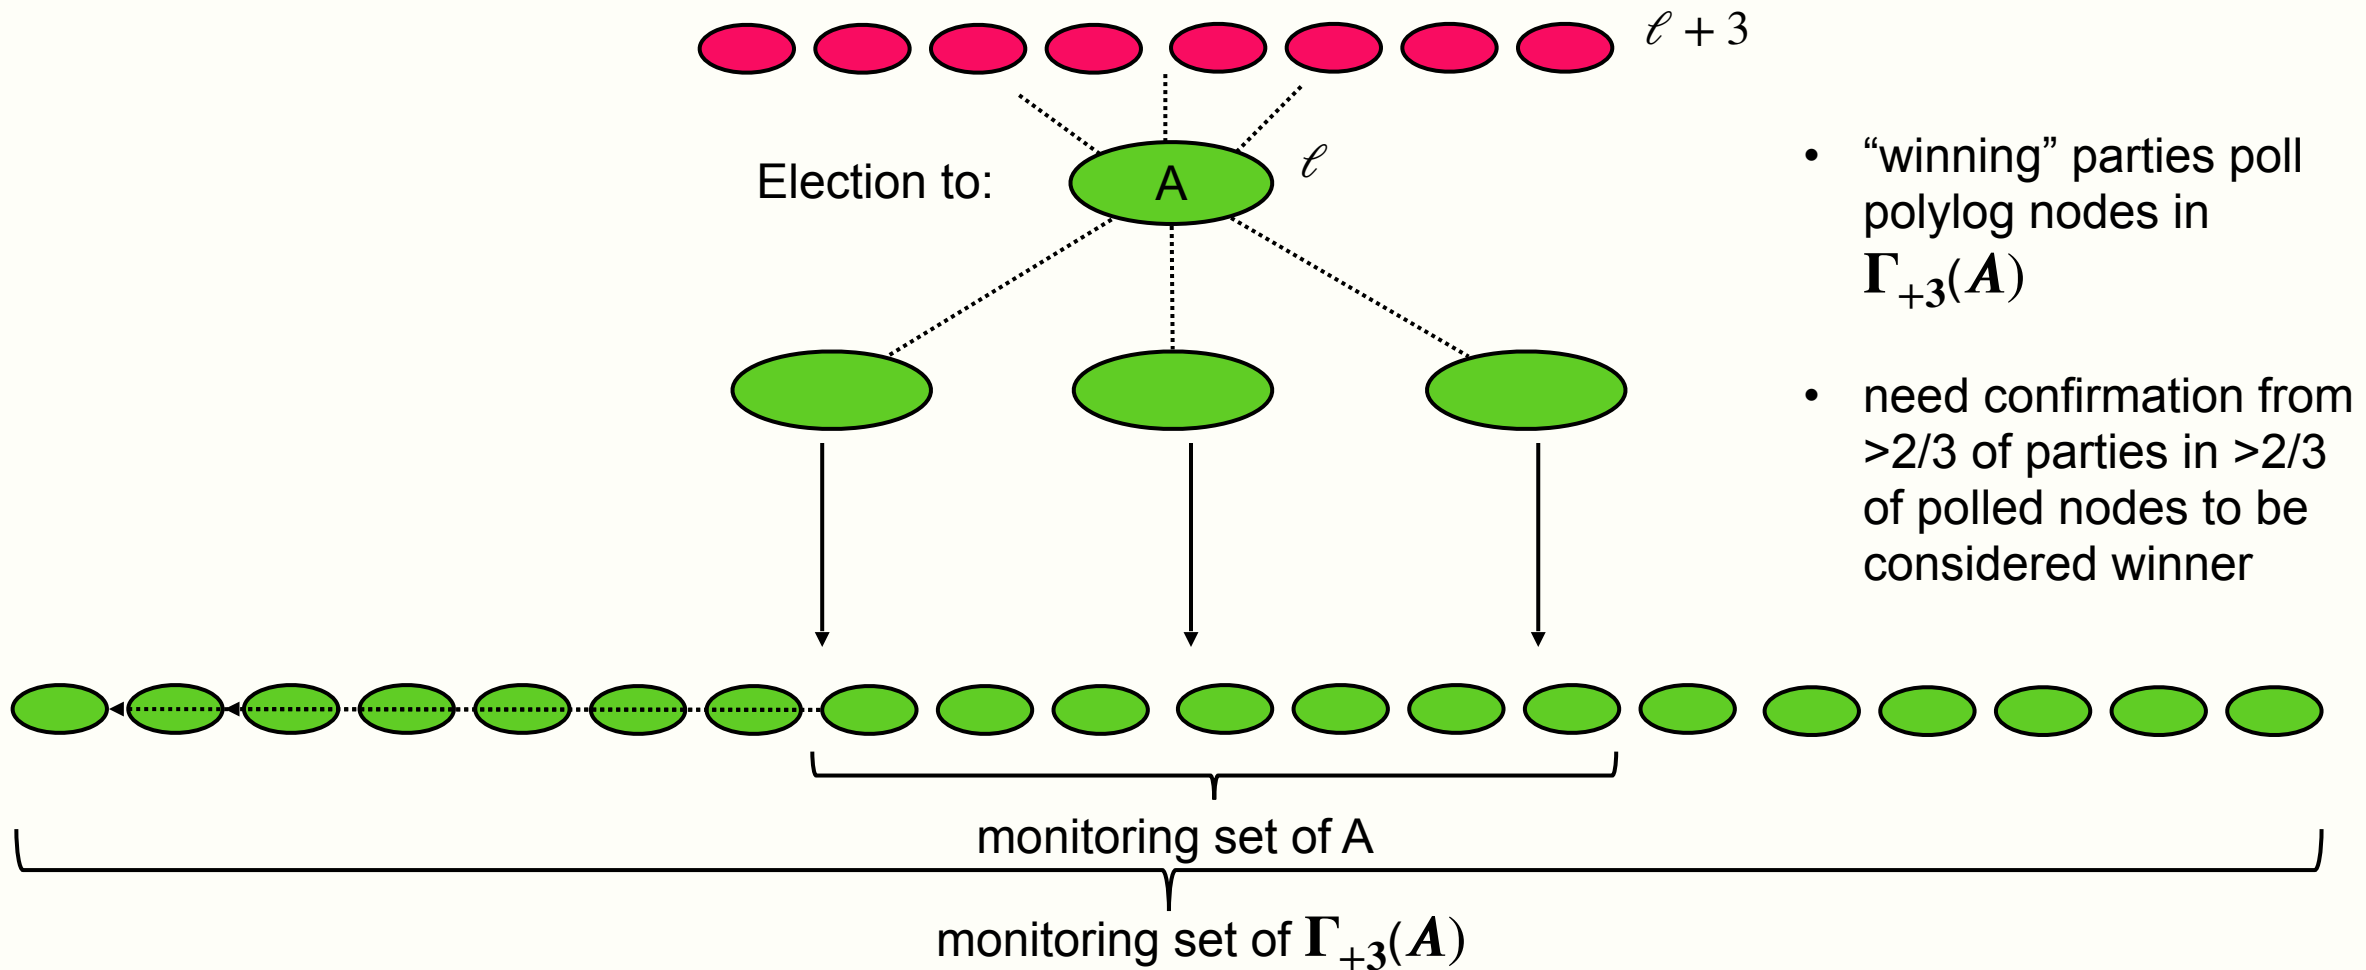 ℓ + 3
Election to:
A
ℓ
• “winning” parties poll
polylog nodes in
Γ₊₃(A)
• need confirmation from
>2/3 of parties in >2/3
of polled nodes to be
considered winner
monitoring set of A
monitoring set of Γ₊₃(A)